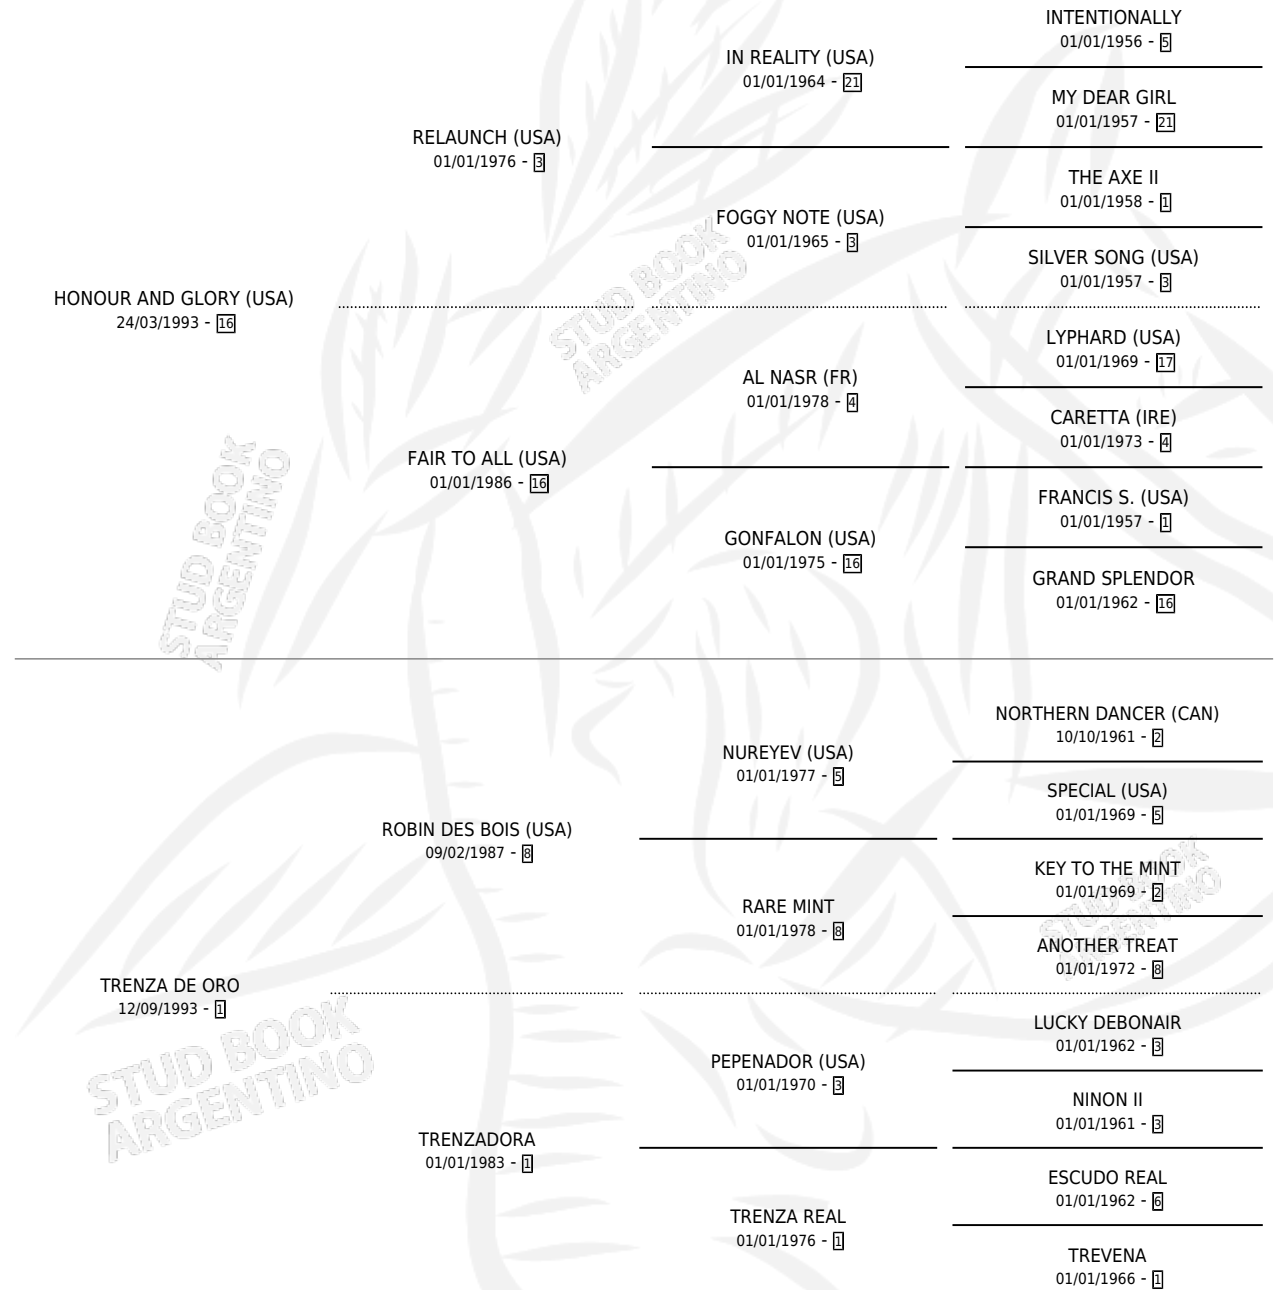 INTENTIONALLY
01/01/1956 - 5
IN REALITY (USA)
01/01/1964 - 21
MY DEAR GIRL
01/01/1957 - 21
RELAUNCH (USA)
01/01/1976 - 3
THE AXE II
01/01/1958 - 1
FOGGY NOTE (USA)
01/01/1965 - 3
SILVER SONG (USA)
01/01/1957 - 3
HONOUR AND GLORY (USA)
24/03/1993 - 16
LYPHARD (USA)
01/01/1969 - 17
AL NASR (FR)
01/01/1978 - 4
CARETTA (IRE)
01/01/1973 - 4
FAIR TO ALL (USA)
01/01/1986 - 16
FRANCIS S. (USA)
01/01/1957 - 1
GONFALON (USA)
01/01/1975 - 16
GRAND SPLENDOR
01/01/1962 - 16
NORTHERN DANCER (CAN)
10/10/1961 - 2
NUREYEV (USA)
01/01/1977 - 5
SPECIAL (USA)
01/01/1969 - 5
ROBIN DES BOIS (USA)
09/02/1987 - 8
KEY TO THE MINT
01/01/1969 - 2
RARE MINT
01/01/1978 - 8
ANOTHER TREAT
01/01/1972 - 8
TRENZA DE ORO
12/09/1993 - 1
LUCKY DEBONAIR
01/01/1962 - 3
PEPENADOR (USA)
01/01/1970 - 3
NINON II
01/01/1961 - 3
TRENZADORA
01/01/1983 - 1
ESCUDO REAL
01/01/1962 - 6
TRENZA REAL
01/01/1976 - 1
TREVENA
01/01/1966 - 1
STUD BOOK
ARGENTINO
STUD BOOK
ARGENTINO
STUD BOOK
ARGENTINO
STUD BOOK
ARGENTINO